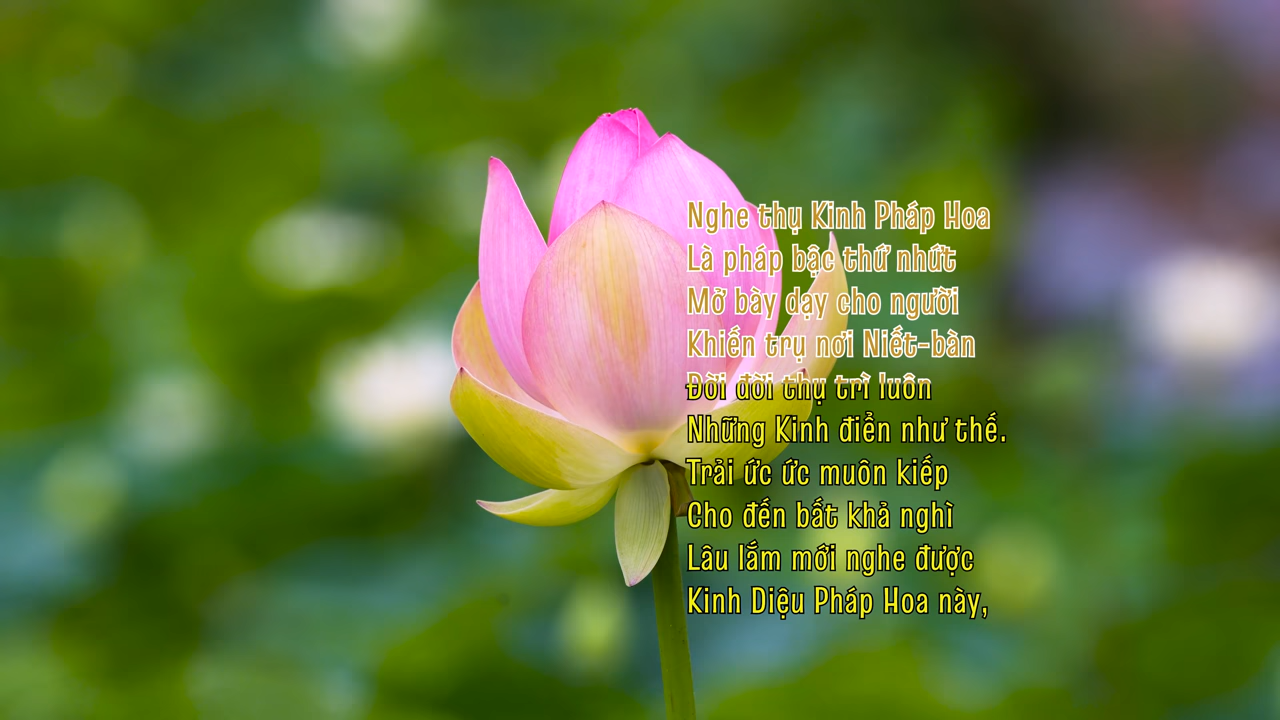 Nghe thụ Kinh Pháp Hoa
Là pháp bậc thứ nhứt
Mở bày dạy cho người
Khiến trụ nơi Niết-bàn
Đời đời thụ trì luôn
Những Kinh điển như thế.
Trải ức ức muôn kiếp
Cho đến bất khả nghì
Lâu lắm mới nghe được
Kinh Diệu Pháp Hoa này,